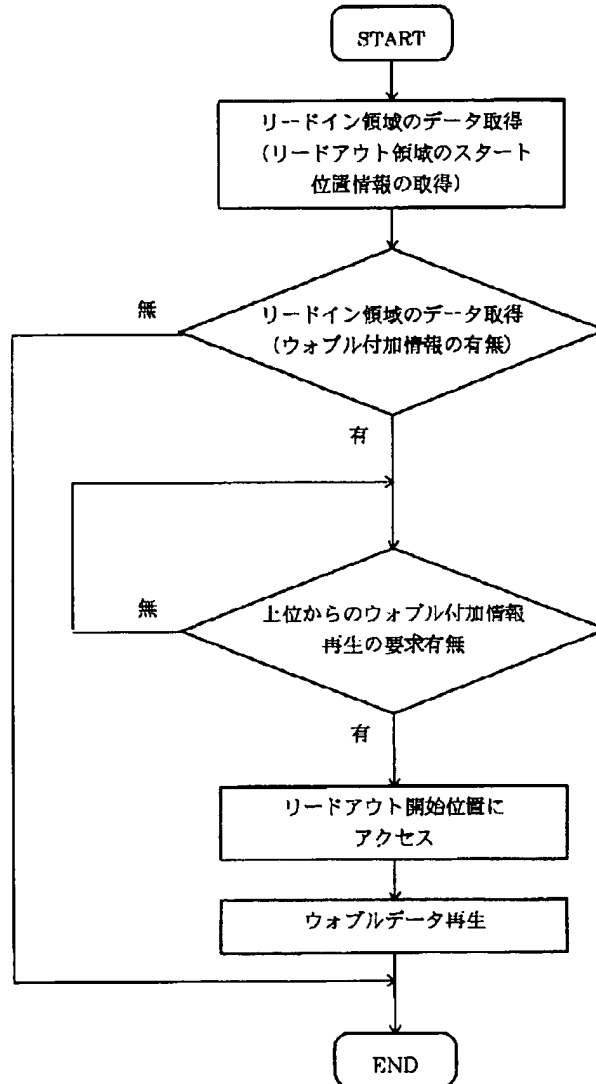 START
リードイン領域のデータ取得
(リードアウト領域のスタート
位置情報の取得)
無
リードイン領域のデータ取得
(ウォブル付加情報の有無)
有
無
上位からのウォブル付加情報
再生の要求有無
有
リードアウト開始位置に
アクセス
ウォブルデータ再生
END